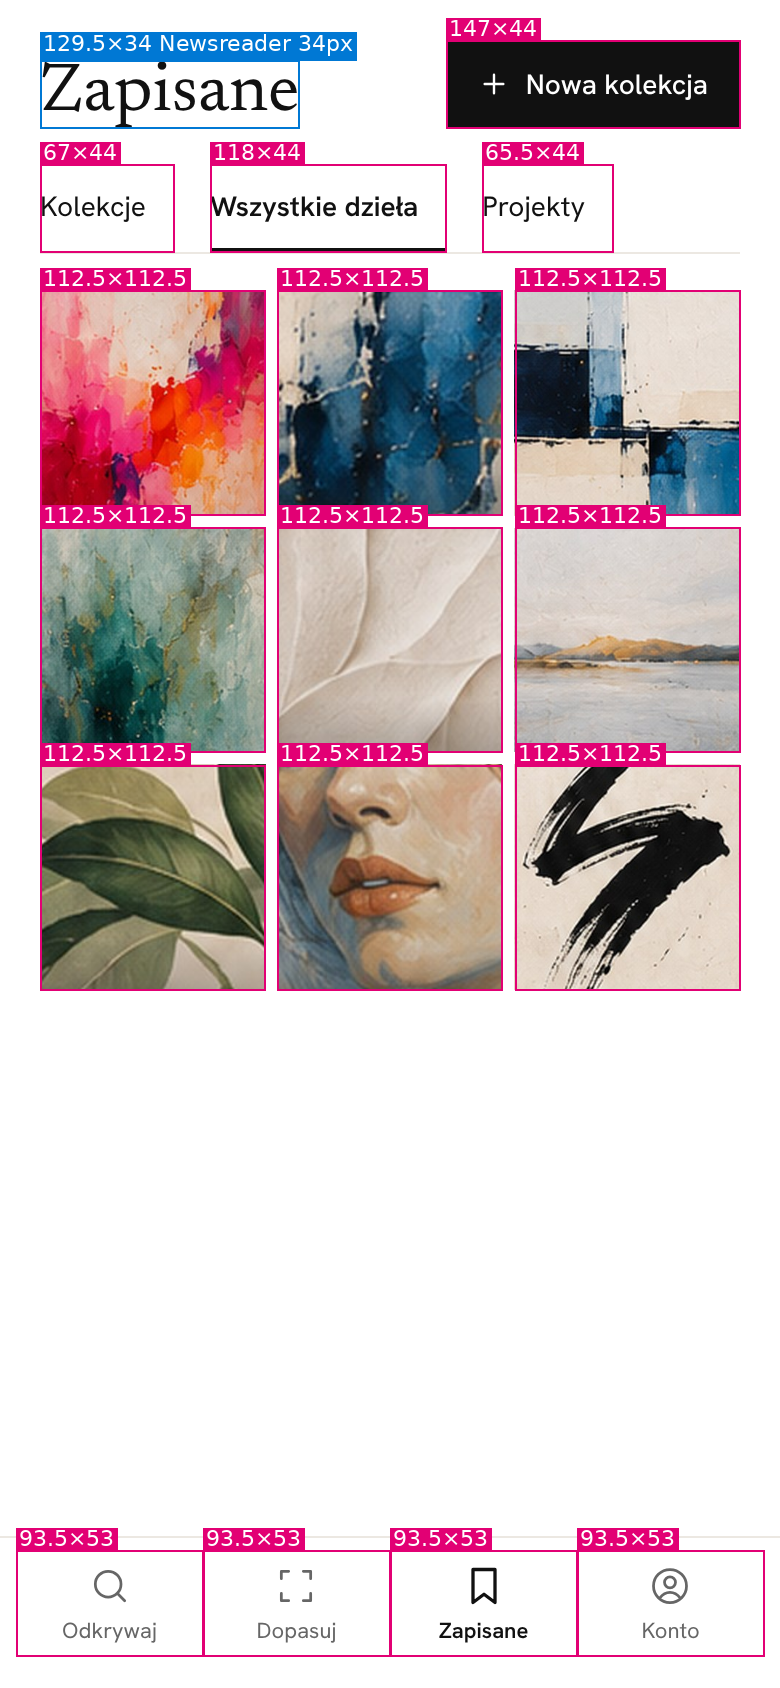 129.5×34 Newsreader 34px
147×44
Zapisane
Nowa kolekcja
67×44
118×44
65.5×44
Kolekcje
Wszystkie dzieła
Projekty
112.5×112.5
112.5×112.5
112.5×112.5
112.5×112.5
112.5×112.5
112.5×112.5
112.5×112.5
112.5×112.5
112.5×112.5
93.5×53
93.5×53
93.5×53
93.5×53
Odkrywaj
Dopasuj
Zapisane
Konto